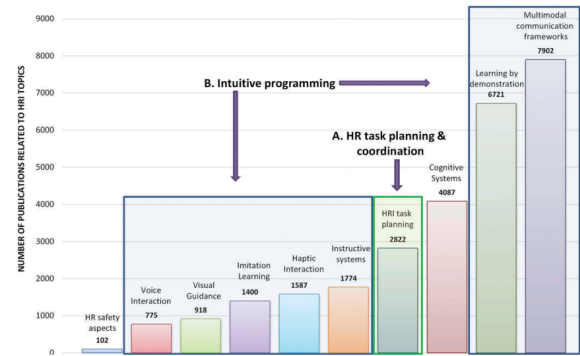 NUMBER OF PUBLICATIONS RELATED TO HRI TOPICS
9000
8000
7000
6000
5000
4000
3000
2000
1000
0
B. Intuitive programming
A. HR task planning &
coordination
HR safety
aspects
102
Voice
Interaction
775
Visual
Guidance
918
Imitation
Learning
1400
Haptic
Interaction
1587
Instructive
systems
1774
HRI task
planning
2822
Cognitive
Systems
4087
Learning by
demonstration
6721
Multimodal
communication
frameworks
7902